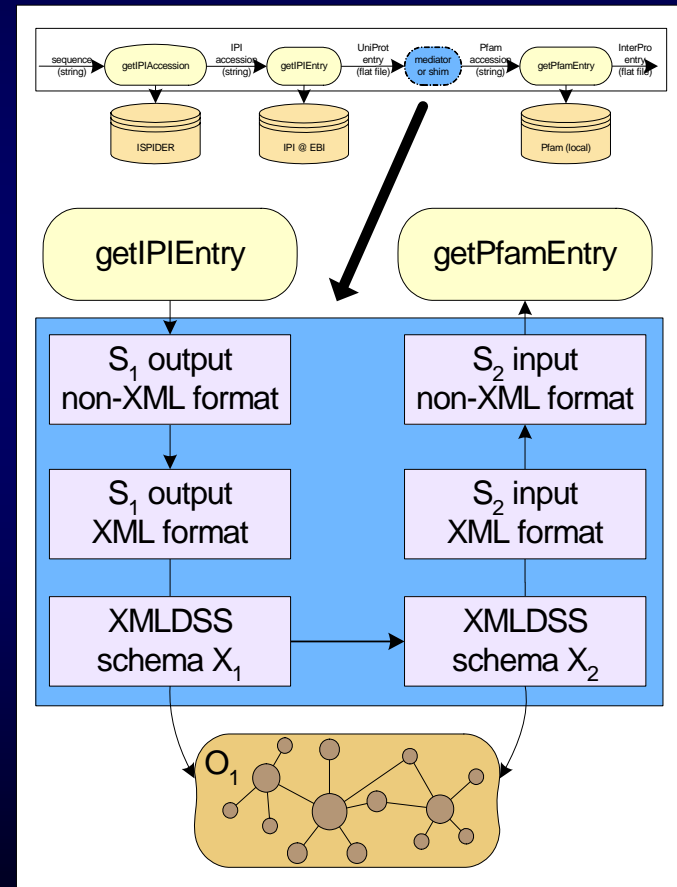 sequence
(string)
getIPIAccession
IPI
accession
(string)
getIPIEntry
UniProt
entry
(flat file)
mediator
or shim
Pfam
accession
(string)
getPfamEntry
InterPro
entry
(flat file)
ISPIDER
IPI @ EBI
Pfam (local)
getIPIEntry
getPfamEntry
S1 output
non-XML format
S2 input
non-XML format
S1 output
XML format
S2 input
XML format
XMLDSS
schema X1
XMLDSS
schema X2
O1